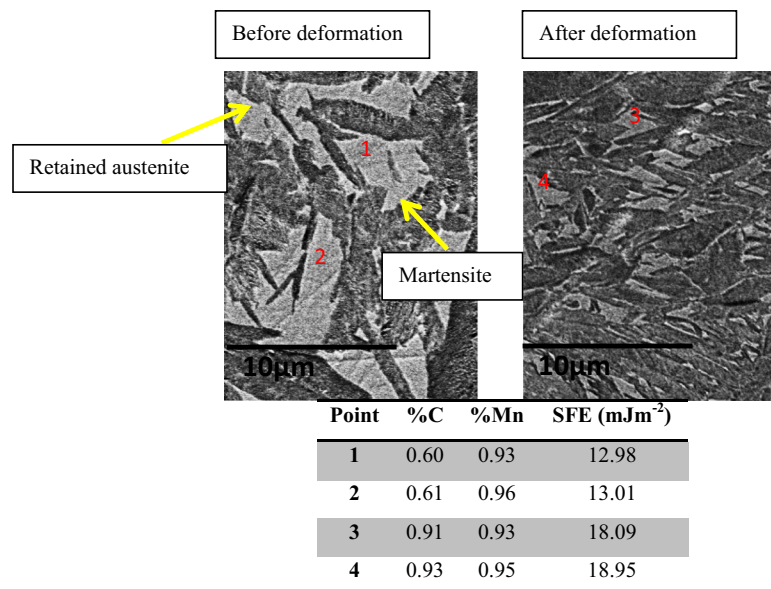 Before deformation
After deformation
Retained austenite
1
2
3
4
Martensite
10μm
10μm
Point %C %Mn SFE (mJm⁻²)
1 0.60 0.93 12.98
2 0.61 0.96 13.01
3 0.91 0.93 18.09
4 0.93 0.95 18.95